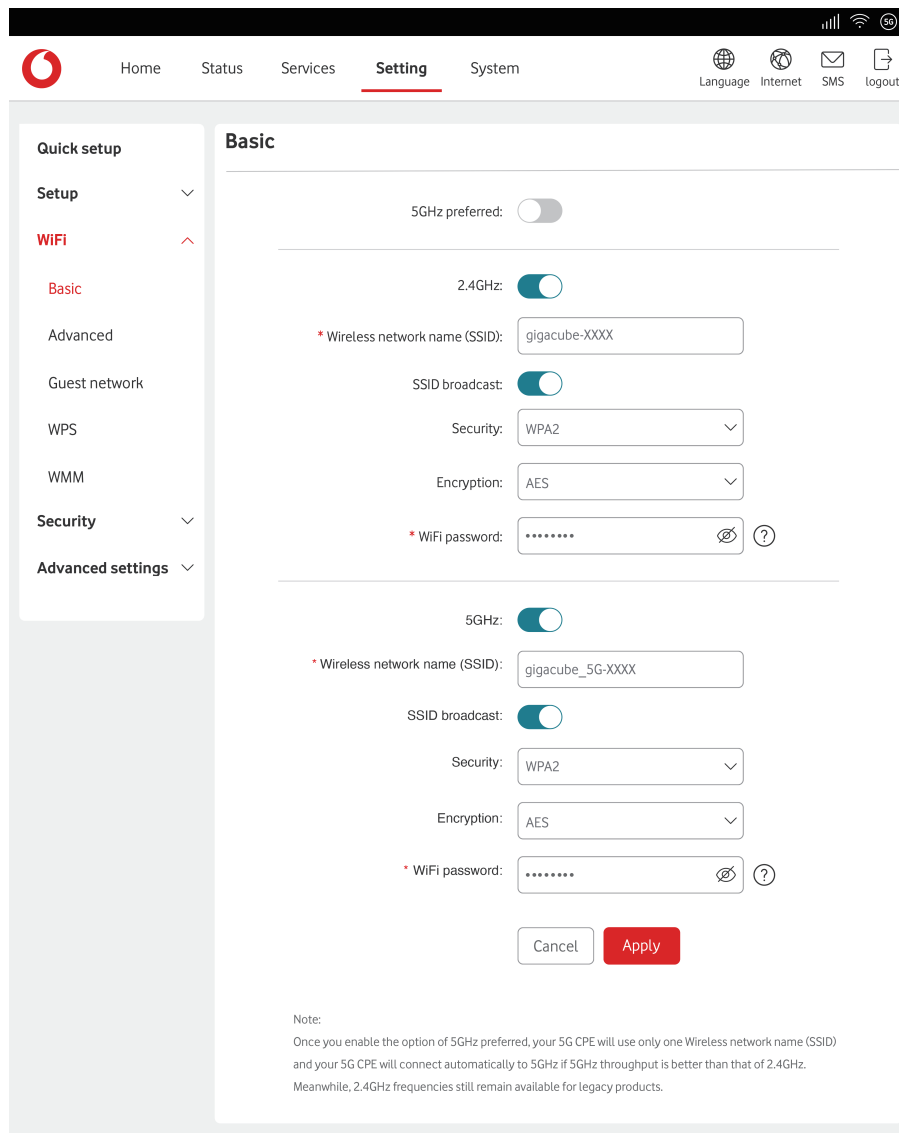 5G
Home Status Services Setting System
Language Internet SMS logout
Quick setup
Setup
WiFi
Basic
Advanced
Guest network
WPS
WMM
Security
Advanced settings
Basic
5GHz preferred:
2.4GHz:
* Wireless network name (SSID): gigacube-XXXX
SSID broadcast:
Security: WPA2
Encryption: AES
* WiFi password: •••••••• ?
5GHz:
* Wireless network name (SSID): gigacube_5G-XXXX
SSID broadcast:
Security: WPA2
Encryption: AES
* WiFi password: •••••••• ?
Cancel Apply
Note:
Once you enable the option of 5GHz preferred, your 5G CPE will use only one Wireless network name (SSID)
and your 5G CPE will connect automatically to 5GHz if 5GHz throughput is better than that of 2.4GHz.
Meanwhile, 2.4GHz frequencies still remain available for legacy products.